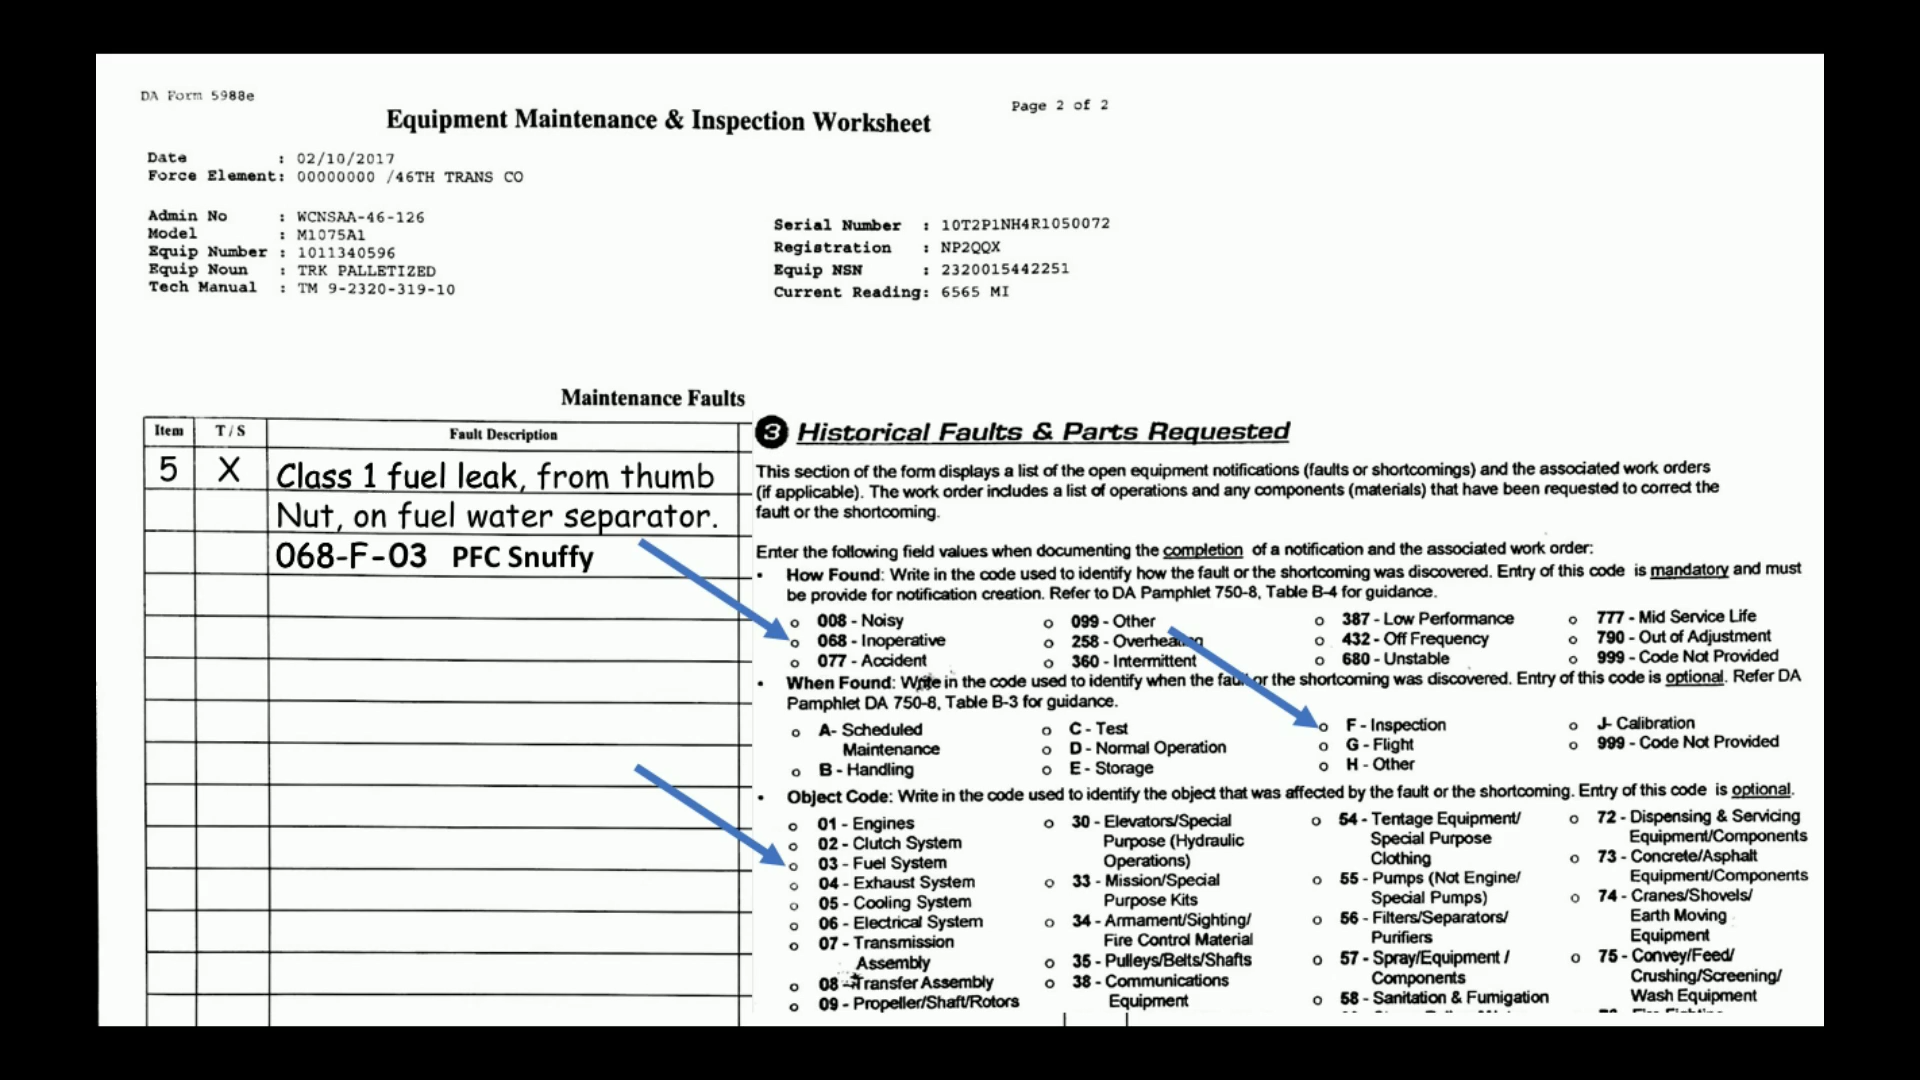 DA Form 5988e
Page 2 of 2
Equipment Maintenance & Inspection Worksheet
Date : 02/10/2017
Force Element: 00000000 /46TH TRANS CO
Admin No : WCNSAA-46-126
Model : M1075A1
Equip Number : 1011340596
Equip Noun : TRK PALLETIZED
Tech Manual : TM 9-2320-319-10
Serial Number : 10T2P1NH4R1050072
Registration : NP2QQX
Equip NSN : 2320015442251
Current Reading: 6565 MI
Maintenance Faults
Item T / S Fault Description
5 X Class 1 fuel leak, from thumb
Nut, on fuel water separator.
068-F-03 PFC Snuffy
3 Historical Faults & Parts Requested
This section of the form displays a list of the open equipment notifications (faults or shortcomings) and the associated work orders
(if applicable). The work order includes a list of operations and any components (materials) that have been requested to correct the
fault or the shortcoming.
Enter the following field values when documenting the completion of a notification and the associated work order:
• How Found: Write in the code used to identify how the fault or the shortcoming was discovered. Entry of this code is mandatory and must
be provide for notification creation. Refer to DA Pamphlet 750-8, Table B-4 for guidance.
o 008 - Noisy o 099 - Other o 387 - Low Performance o 777 - Mid Service Life
o 068 - Inoperative o 258 - Overheating o 432 - Off Frequency o 790 - Out of Adjustment
o 077 - Accident o 360 - Intermittent o 680 - Unstable o 999 - Code Not Provided
• When Found: Write in the code used to identify when the fault or the shortcoming was discovered. Entry of this code is optional. Refer DA
Pamphlet DA 750-8, Table B-3 for guidance.
o A- Scheduled o C - Test o F - Inspection o J- Calibration
Maintenance o D - Normal Operation o G - Flight o 999 - Code Not Provided
o B - Handling o E - Storage o H - Other
• Object Code: Write in the code used to identify the object that was affected by the fault or the shortcoming. Entry of this code is optional.
o 01 - Engines o 30 - Elevators/Special o 54 - Tentage Equipment/ o 72 - Dispensing & Servicing
o 02 - Clutch System Purpose (Hydraulic Special Purpose Equipment/Components
o 03 - Fuel System Operations) Clothing o 73 - Concrete/Asphalt
o 04 - Exhaust System o 33 - Mission/Special o 55 - Pumps (Not Engine/ Equipment/Components
o 05 - Cooling System Purpose Kits Special Pumps) o 74 - Cranes/Shovels/
o 06 - Electrical System o 34 - Armament/Sighting/ o 56 - Filters/Separators/ Earth Moving
o 07 - Transmission Fire Control Material Purifiers Equipment
Assembly o 35 - Pulleys/Belts/Shafts o 57 - Spray/Equipment / o 75 - Convey/Feed/
o 08 - Transfer Assembly o 38 - Communications Components Crushing/Screening/
o 09 - Propeller/Shaft/Rotors Equipment o 58 - Sanitation & Fumigation Wash Equipment